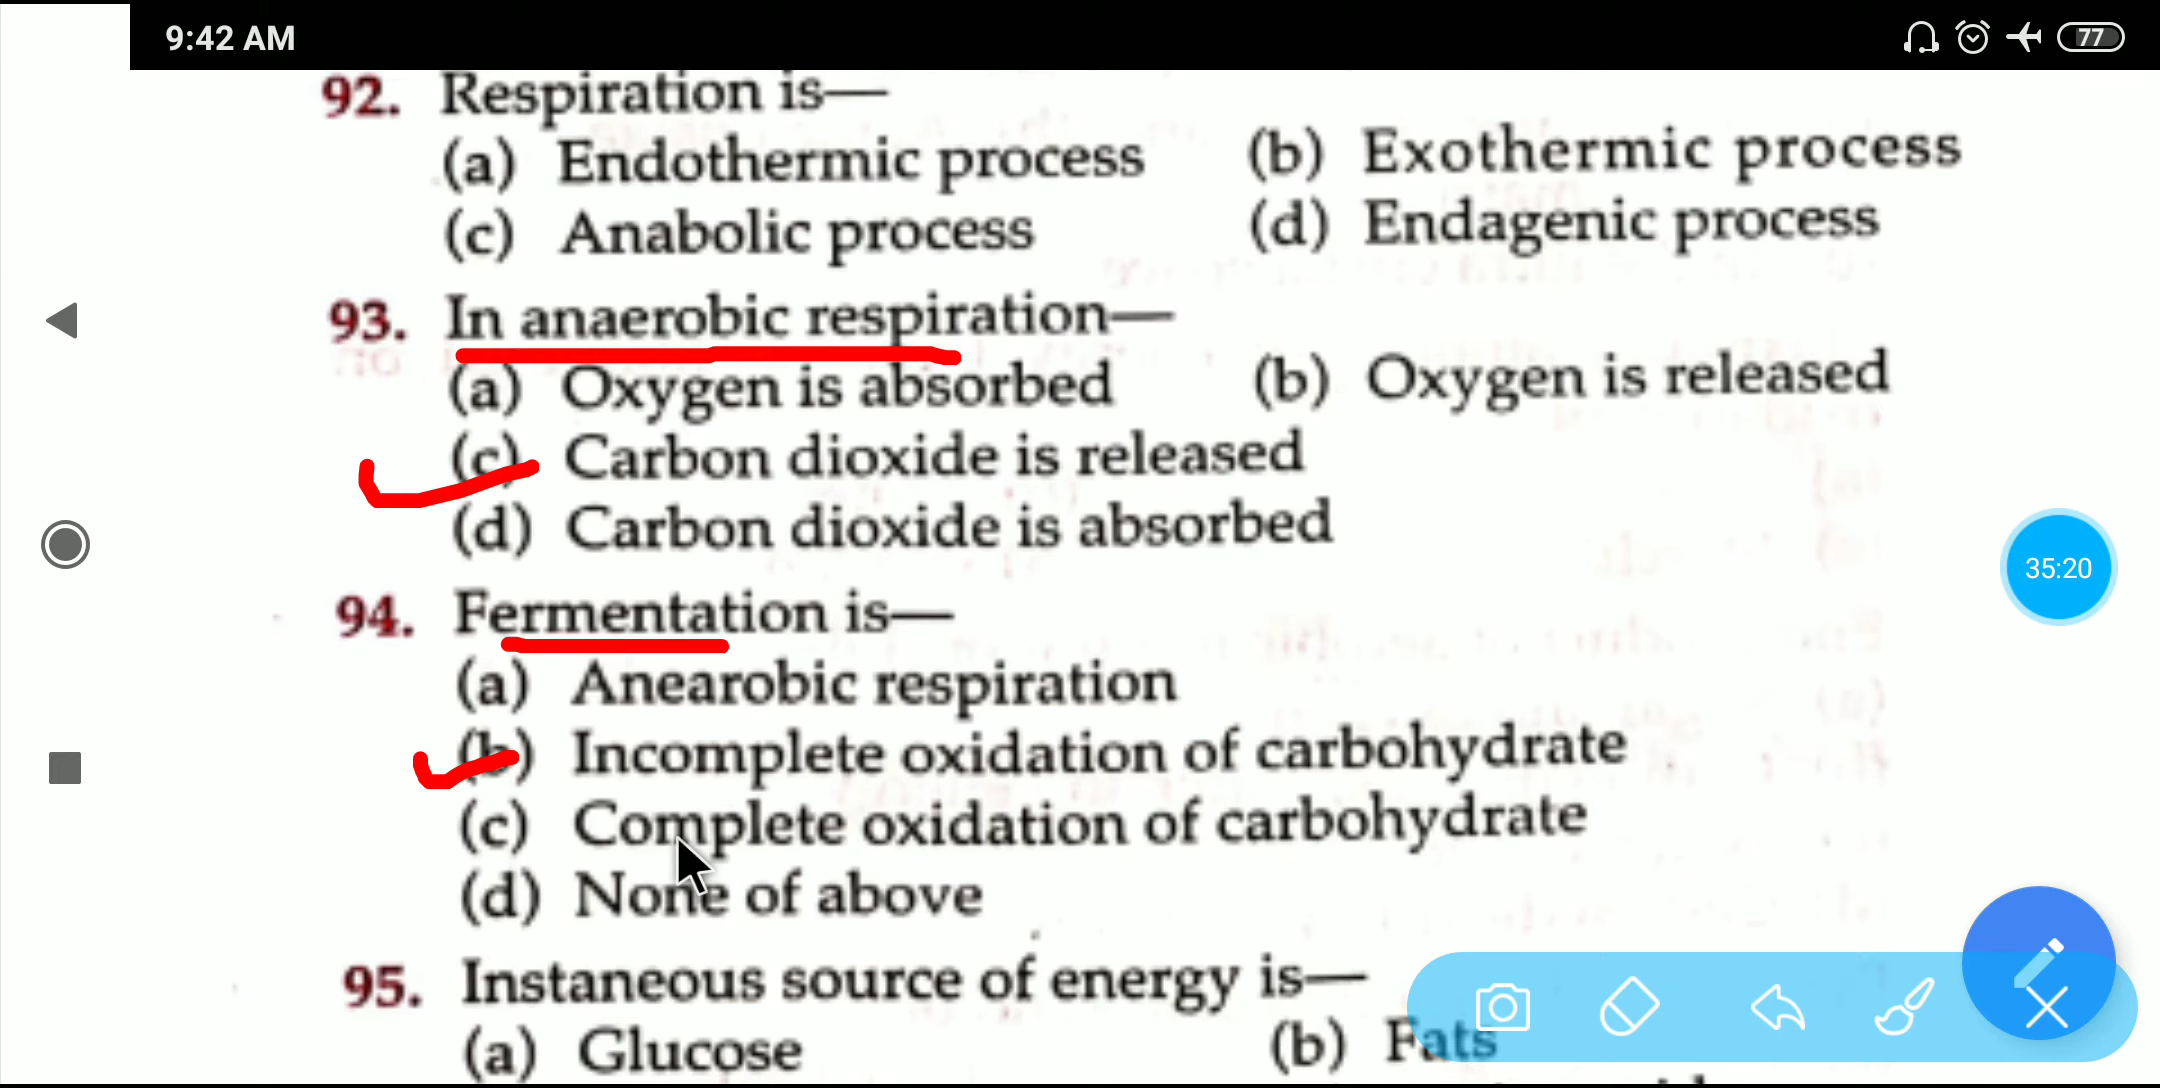 9:42 AM
77
92. Respiration is—
(a) Endothermic process (b) Exothermic process
(c) Anabolic process (d) Endagenic process
93. In anaerobic respiration—
(a) Oxygen is absorbed (b) Oxygen is released
(c) Carbon dioxide is released
(d) Carbon dioxide is absorbed
35:20
94. Fermentation is—
(a) Anearobic respiration
(b) Incomplete oxidation of carbohydrate
(c) Complete oxidation of carbohydrate
(d) None of above
95. Instaneous source of energy is—
(a) Glucose (b) Fats